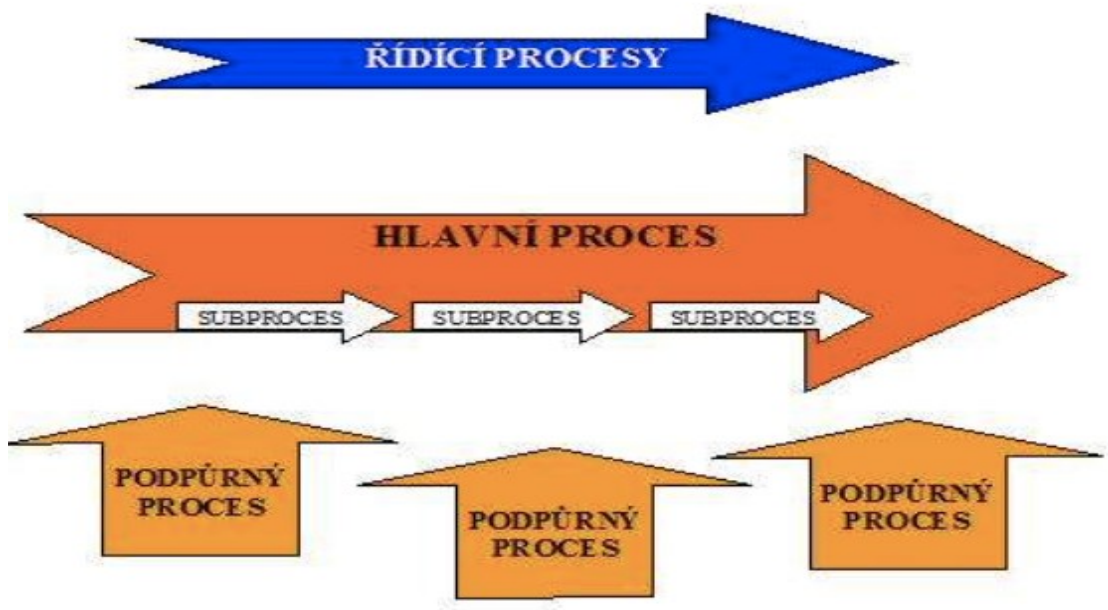 ŘÍDÍCÍ PROCESY
HLAVNÍ PROCES
SUBPROCES
SUBPROCES
SUBPROCES
PODPŮRNÝ
PROCES
PODPŮRNÝ
PROCES
PODPŮRNÝ
PROCES